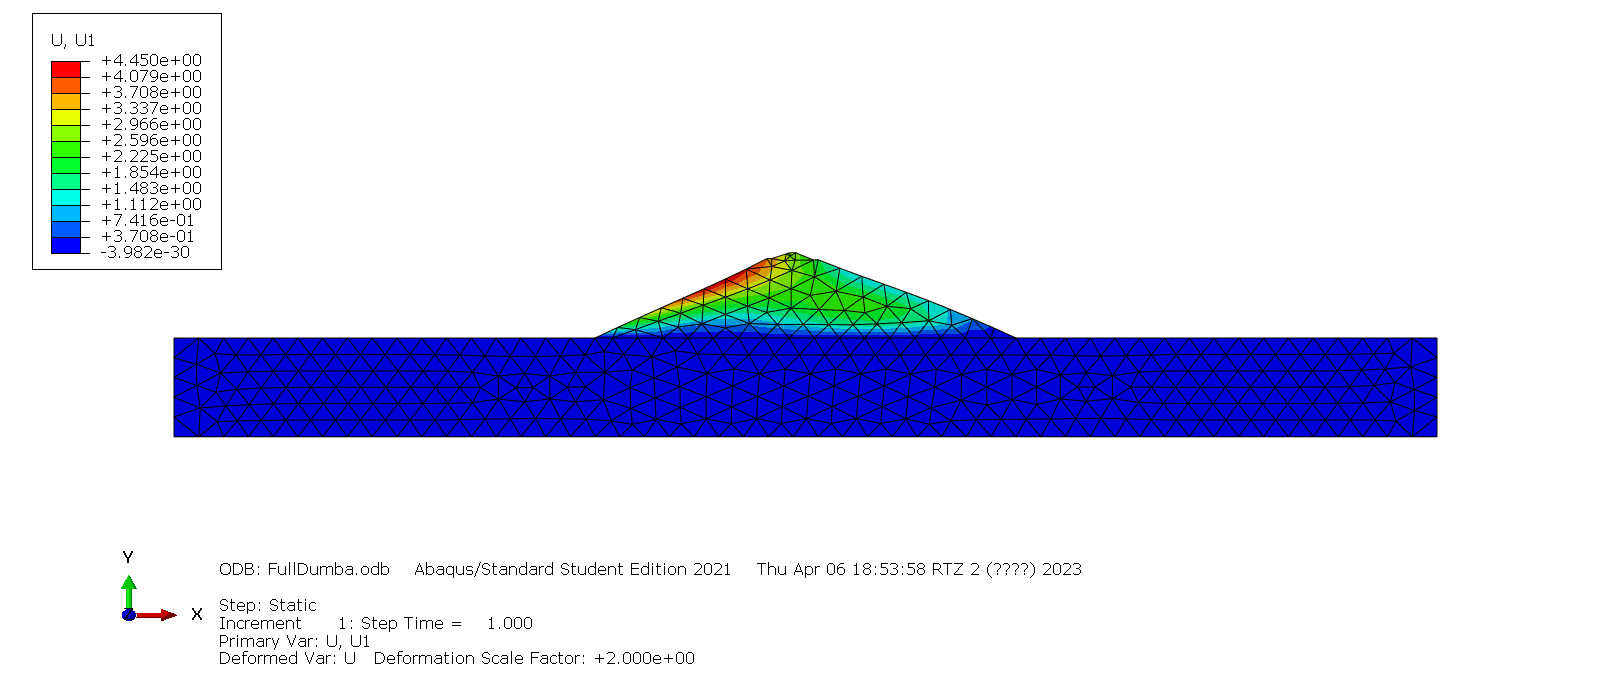 U, U1
+4.450e+00
+4.079e+00
+3.708e+00
+3.337e+00
+2.966e+00
+2.596e+00
+2.225e+00
+1.854e+00
+1.483e+00
+1.112e+00
+7.416e-01
+3.708e-01
-3.982e-30
Y
X
ODB: FullDumba.odb Abaqus/Standard Student Edition 2021 Thu Apr 06 18:53:58 RTZ 2 (????) 2023
Step: Static
Increment 1: Step Time = 1.000
Primary Var: U, U1
Deformed Var: U Deformation Scale Factor: +2.000e+00